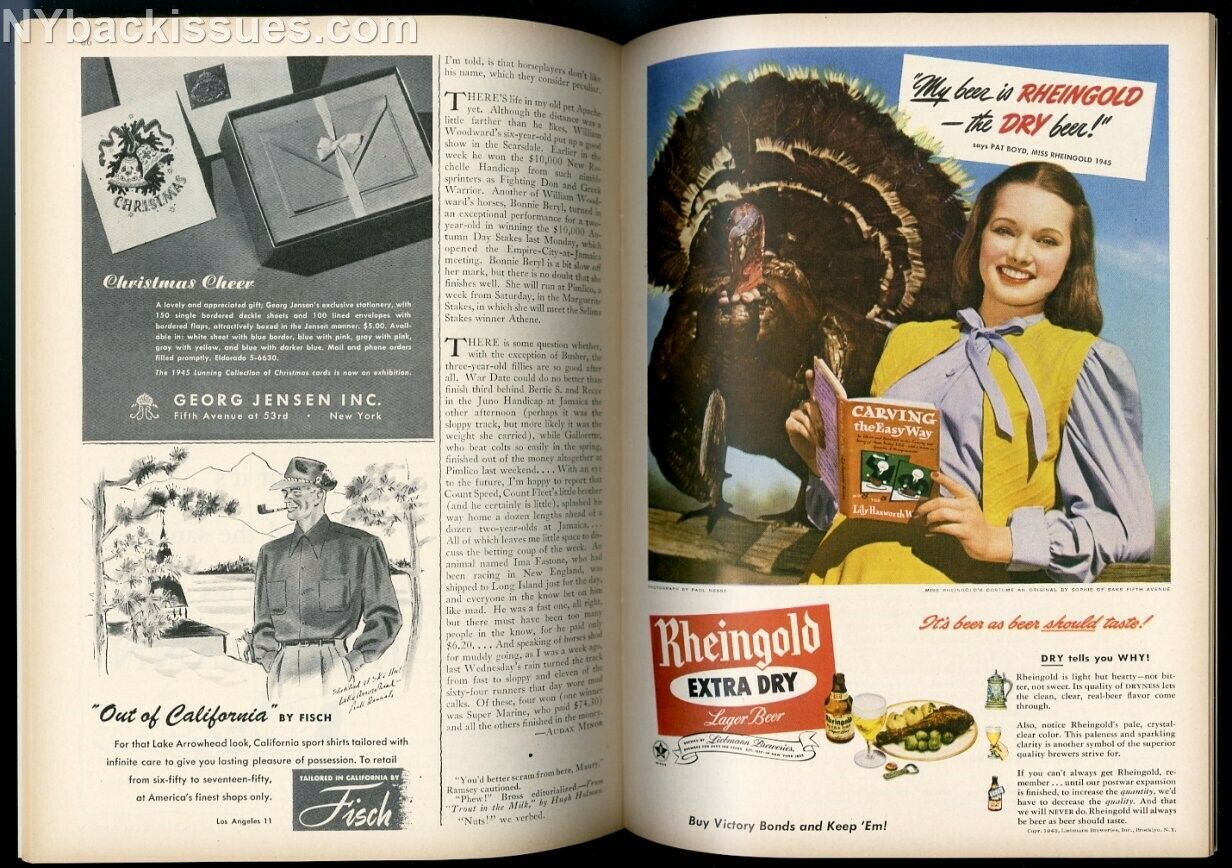 NYbackissues.com
86
CHRISTMAS
Christmas Cheer
A lovely and appreciated gift; Georg Jensen's exclusive stationery, with
150 single bordered deckle sheets and 100 lined envelopes with
bordered flaps, attractively boxed in the Jensen manner. $5.00. Avail-
able in: white sheet with blue border, blue with pink, gray with pink,
gray with yellow, and blue with darker blue. Mail and phone orders
filled promptly. Eldorado 5-6630.
The 1945 Lunning Collection of Christmas cards is now on exhibition.
GEORG JENSEN INC.
Fifth Avenue at 53rd • New York
"Out of California" BY FISCH
For that Lake Arrowhead look, California sport shirts tailored with
infinite care to give you lasting pleasure of possession. To retail
from six-fifty to seventeen-fifty,
at America's finest shops only.
Los Angeles 11
TAILORED IN CALIFORNIA BY
Fisch
I'm told, is that horseplayers don't like
his name, which they consider peculiar.
THERE'S life in my old pet Apache
yet. Although the distance was a
little farther than he likes, William
Woodward's six-year-old put up a good
show in the Scarsdale. Earlier in the
week he won the $10,000 New Ro-
chelle Handicap from such nimble
sprinters as Fighting Don and Greek
Warrior. Another of William Wood-
ward's horses, Bonnie Beryl, turned in
an exceptional performance for a two-
year-old in winning the $10,000 Au-
tumn Day Stakes last Monday, which
opened the Empire-City-at-Jamaica
meeting. Bonnie Beryl is a bit slow off
her mark, but there is no doubt that she
finishes well. She will run at Pimlico, a
week from Saturday, in the Marguerite
Stakes, in which she will meet the Selima
Stakes winner Athene.
THERE is some question whether,
with the exception of Busher, the
three-year-old fillies are so good after
all. War Date could do no better than
finish third behind Bertie S. and Recce
in the Juno Handicap at Jamaica the
other afternoon (perhaps it was the
sloppy track, but more likely it was the
weight she carried), while Gallorette,
who beat colts so easily in the spring,
finished out of the money altogether at
Pimlico last weekend. . . . With an eye
to the future, I'm happy to report that
Count Speed, Count Fleet's little brother
(and he certainly is little), splashed his
way home a dozen lengths ahead of a
dozen two-year-olds at Jamaica. . . .
All of which leaves me little space to dis-
cuss the betting coup of the week. An
animal named Ima Eastone, who had
been racing in New England, was
shipped to Long Island just for the day,
and everyone in the know bet on him
like mad. He was a fast one, all right,
but there must have been too many
people in the know, for he paid only
$6.20. . . . And speaking of horses good
for muddy going, as I was a week ago,
last Wednesday's rain turned the track
from fast to sloppy and eleven of the
sixty-four runners that day wore mud
calks. Of these, four won (one winner
was Super Marine, who paid $74.30)
and all the others finished in the money.
—AUDAX MINOR
"You'd better scram from here, Maury,"
Ramsey cautioned.
"Phew!" Bross editorialized.—From
"Trout in the Milk," by Hugh Holman
"Nuts!" we verbed.
"My beer is RHEINGOLD
—the DRY beer!"
says PAT BOYD, MISS RHEINGOLD 1945
CARVING
the Easy Way
Lily Haxworth W
PHOTOGRAPH BY PAUL HESSE
MISS RHEINGOLD'S COSTUME AN ORIGINAL BY SOPHIE OF SAKS FIFTH AVENUE
Rheingold
EXTRA DRY
Lager Beer
Liebmann Breweries,
It's beer as beer should taste!
DRY tells you WHY!
Rheingold is light but hearty—not bit-
ter, not sweet. Its quality of DRYNESS lets
the clean, clear, real-beer flavor come
through.
Also, notice Rheingold's pale, crystal-
clear color. This paleness and sparkling
clarity is another symbol of the superior
quality brewers strive for.
If you can't always get Rheingold, re-
member . . . until our postwar expansion
is finished, to increase the quantity, we'd
have to decrease the quality. And that
we will NEVER do. Rheingold will always
be beer as beer should taste.
Copr. 1945, Liebmann Breweries, Inc., Brooklyn, N. Y.
Buy Victory Bonds and Keep 'Em!